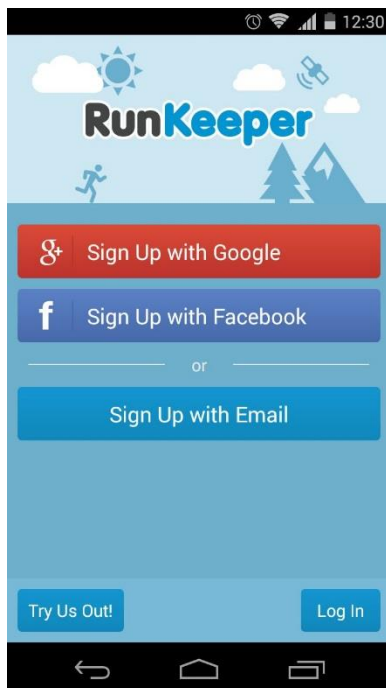 12:30
RunKeeper
g+ Sign Up with Google
f Sign Up with Facebook
or
Sign Up with Email
Try Us Out!
Log In